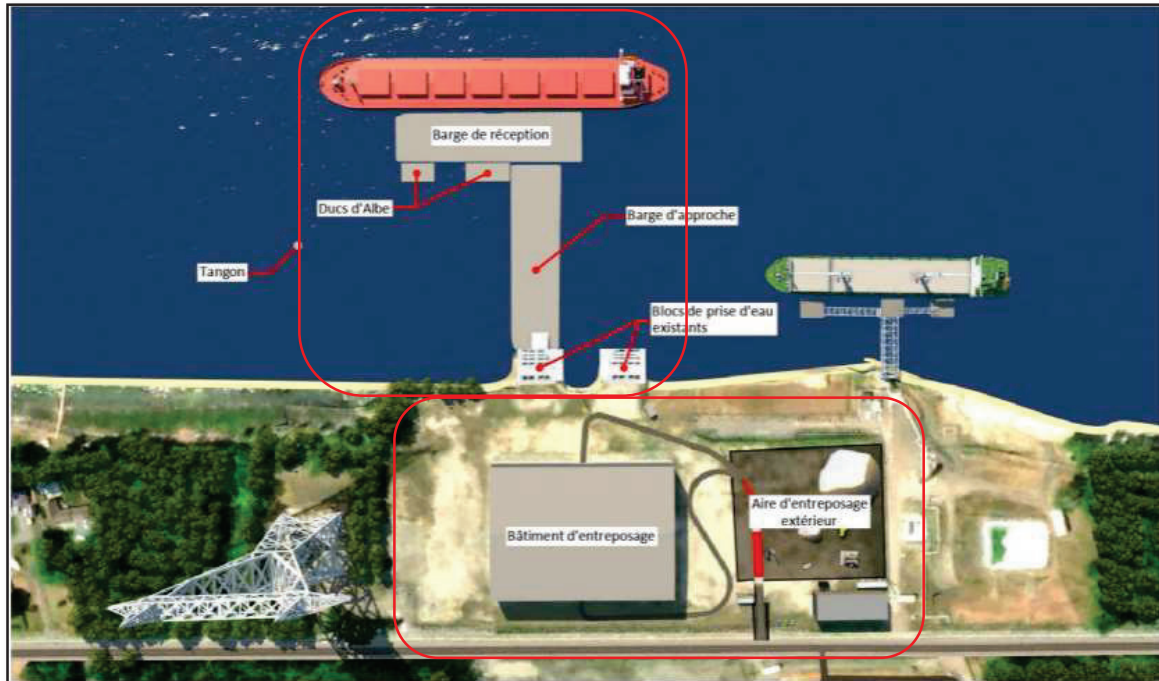 Barge de réception
Ducs d'Albe
Barge d'approche
Tangon
Blocs de prise d'eau
existants
Aire d'entreposage
extérieur
Bâtiment d'entreposage